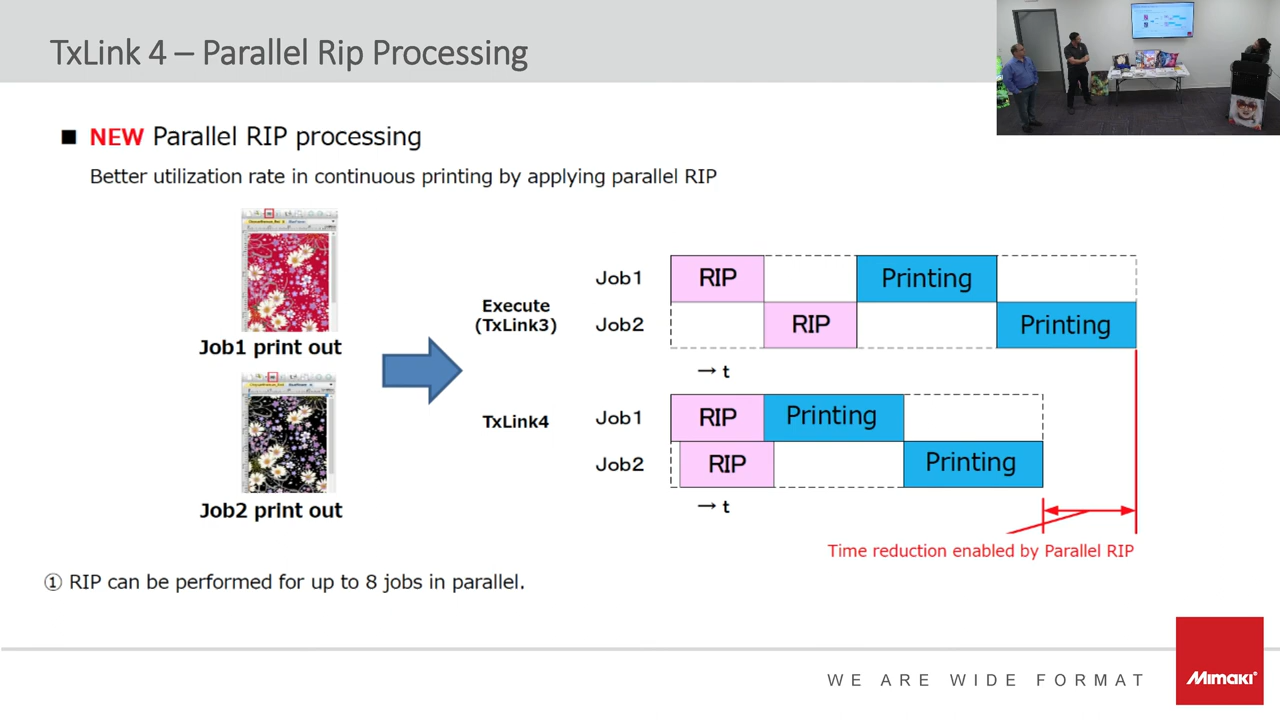 TxLink 4 – Parallel Rip Processing
■ NEW Parallel RIP processing
Better utilization rate in continuous printing by applying parallel RIP
Job1 print out
Job2 print out
Execute
(TxLink3)
Job1 RIP Printing
Job2 RIP Printing
→ t
TxLink4
Job1 RIP Printing
Job2 RIP Printing
→ t
Time reduction enabled by Parallel RIP
① RIP can be performed for up to 8 jobs in parallel.
WE ARE WIDE FORMAT
Mimaki®